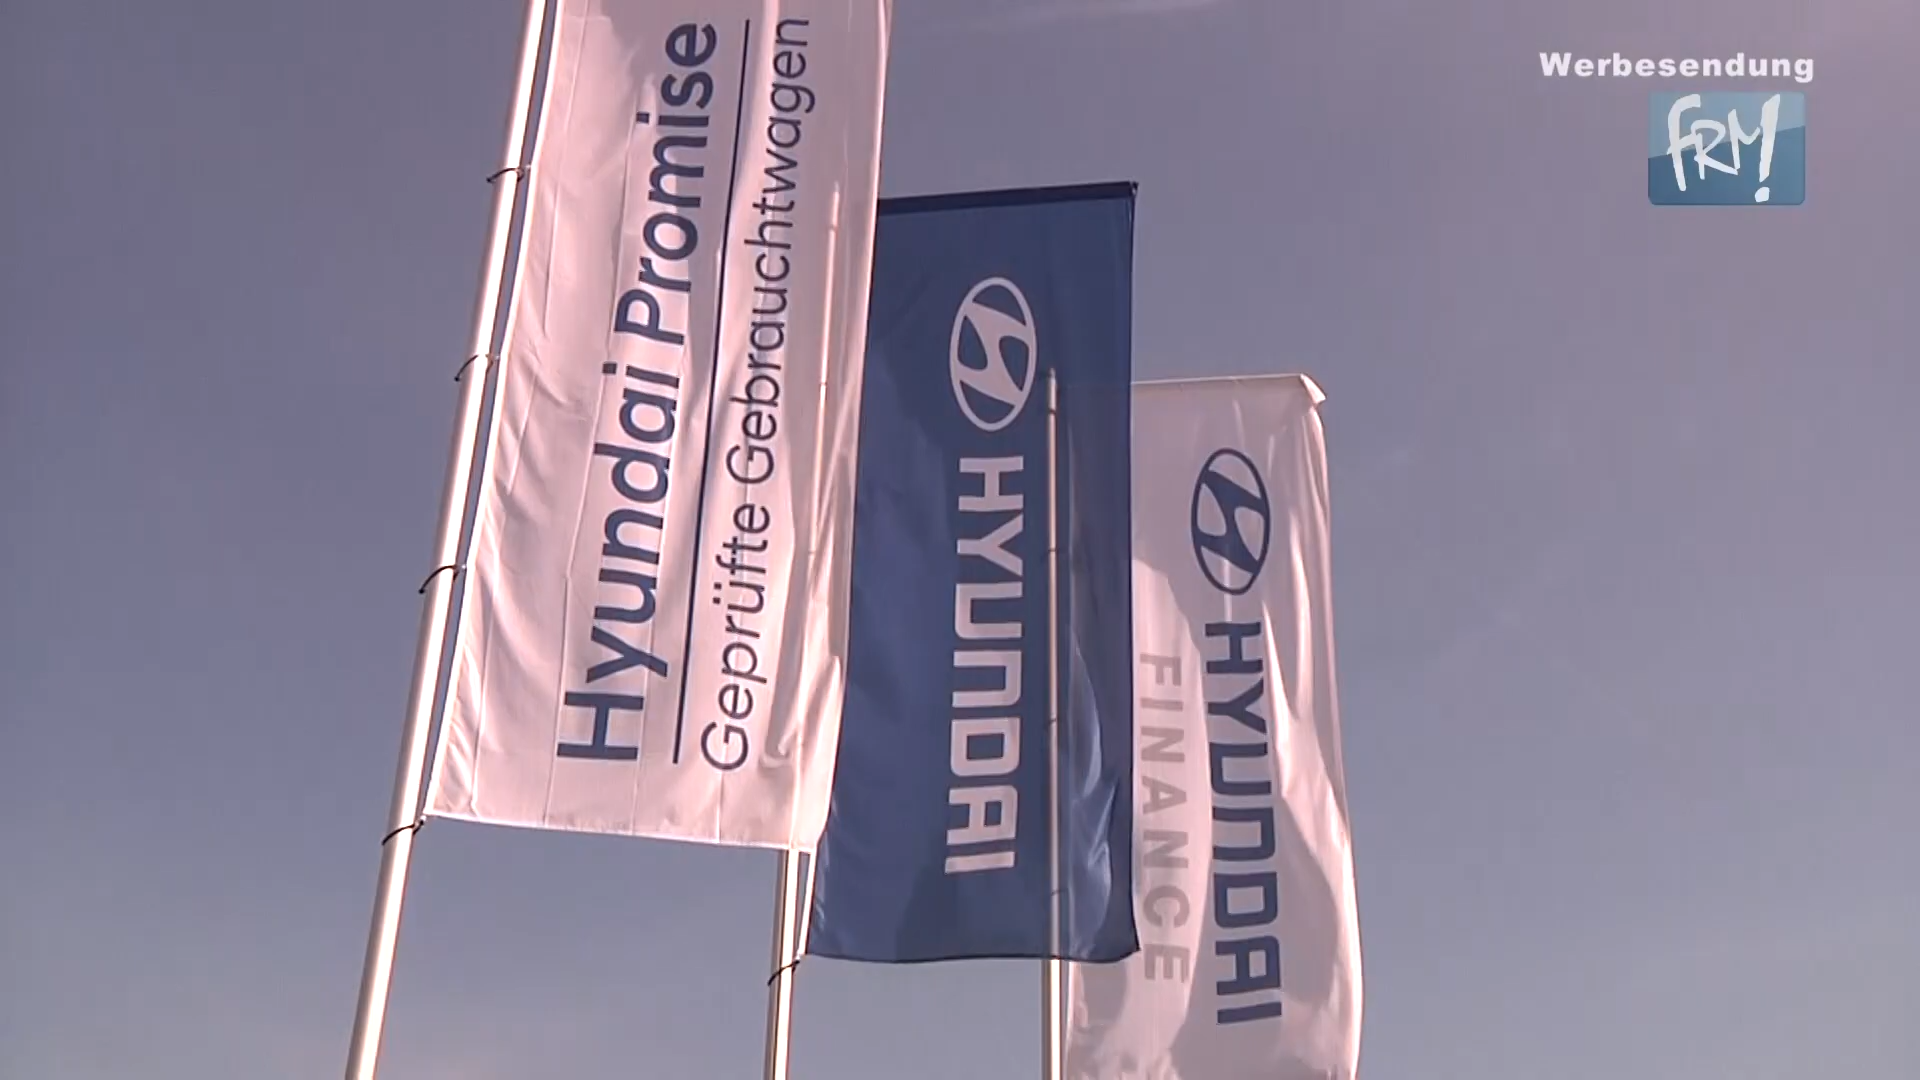 Werbesendung
FRM!
Hyundai Promise
Geprüfte Gebrauchtwagen
HYUNDAI
HYUNDAI
FINANCE